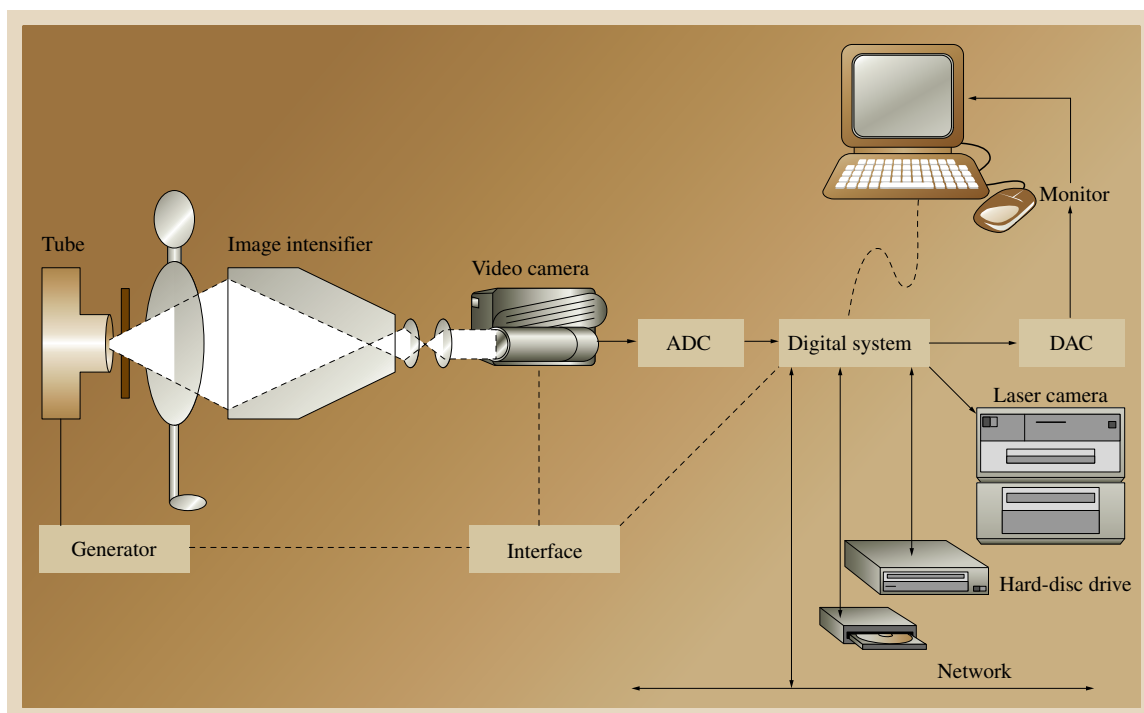 Monitor
Tube
Image intensifier
Video camera
ADC
Digital system
DAC
Laser camera
Generator
Interface
Hard-disc drive
Network